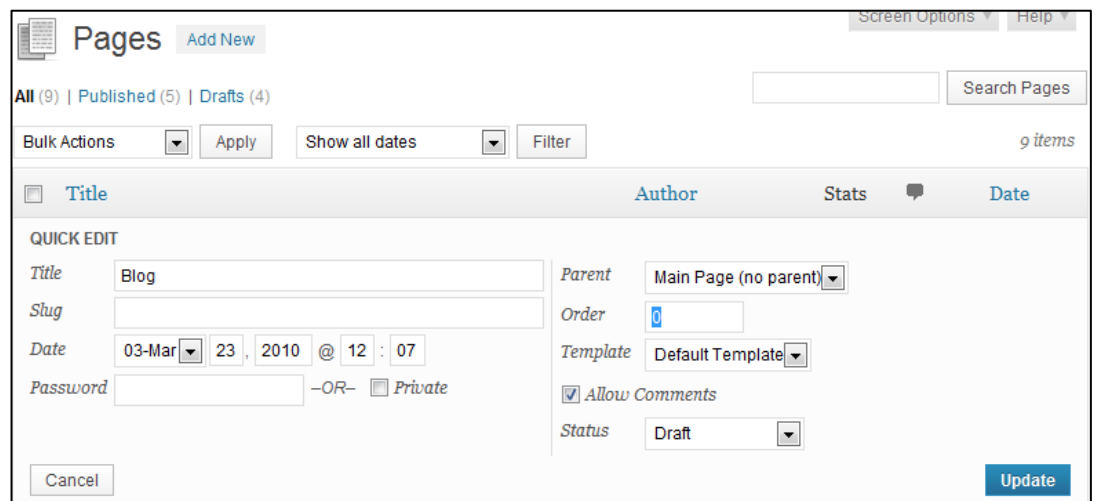 Screen Options Help
Pages Add New
All (9) | Published (5) | Drafts (4)
Search Pages
Bulk Actions Apply Show all dates Filter 9 items
Title Author Stats Date
QUICK EDIT
Title Blog Parent Main Page (no parent)
Slug Order 0
Date 03-Mar 23 , 2010 @ 12 : 07 Template Default Template
Password –OR– Private Allow Comments
Status Draft
Cancel Update